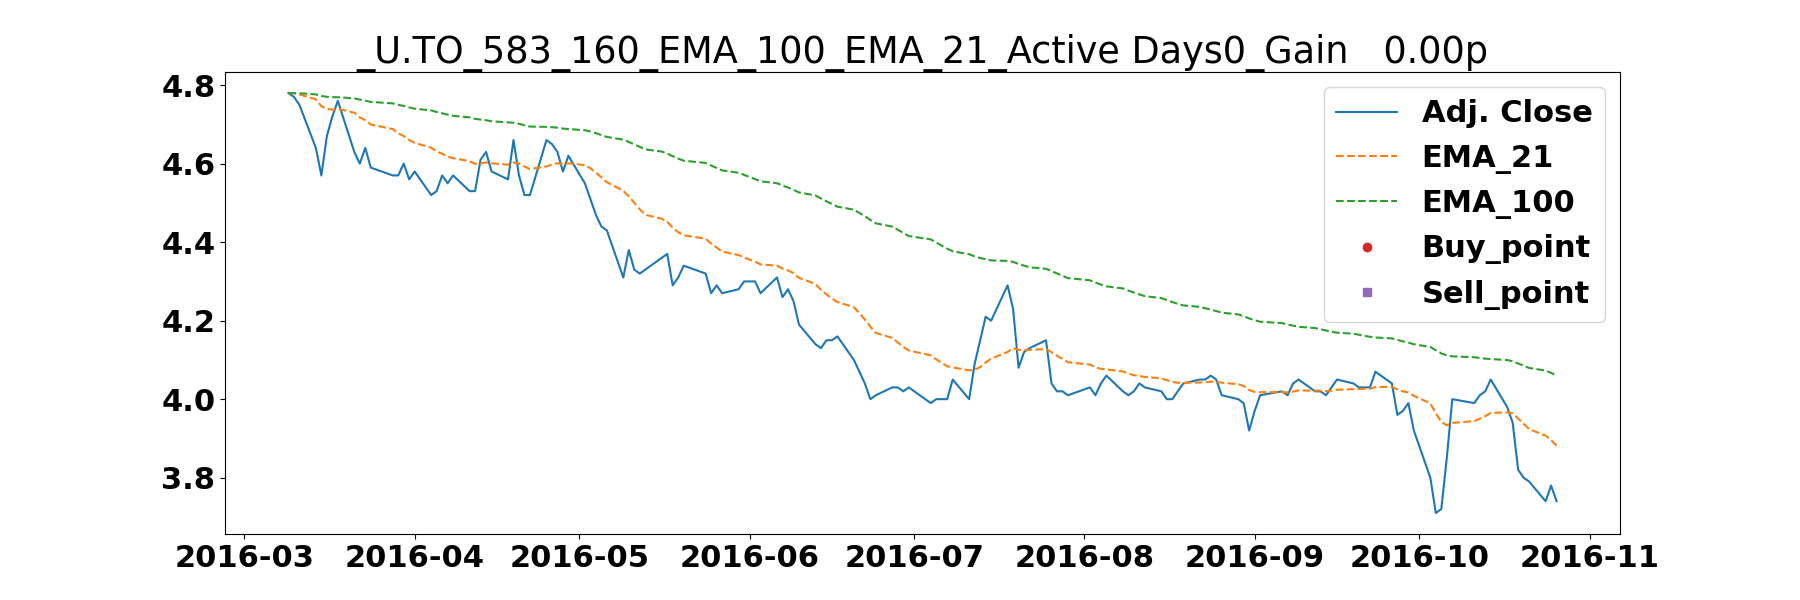 _U.TO_583_160_EMA_100_EMA_21_Active Days0_Gain   0.00p
4.8
4.6
4.4
4.2
4.0
3.8
Adj. Close
EMA_21
EMA_100
Buy_point
Sell_point
2016-03 2016-04 2016-05 2016-06 2016-07 2016-08 2016-09 2016-10 2016-11